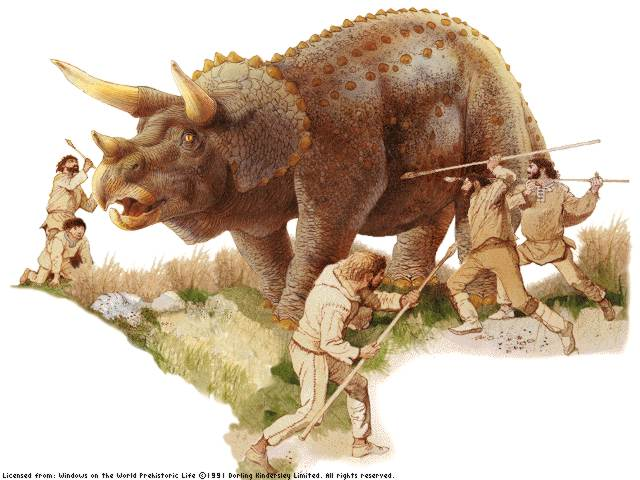 Licensed from: Windows on the World Prehistoric Life ©1991 Dorling Kindersley Limited. All rights reserved.